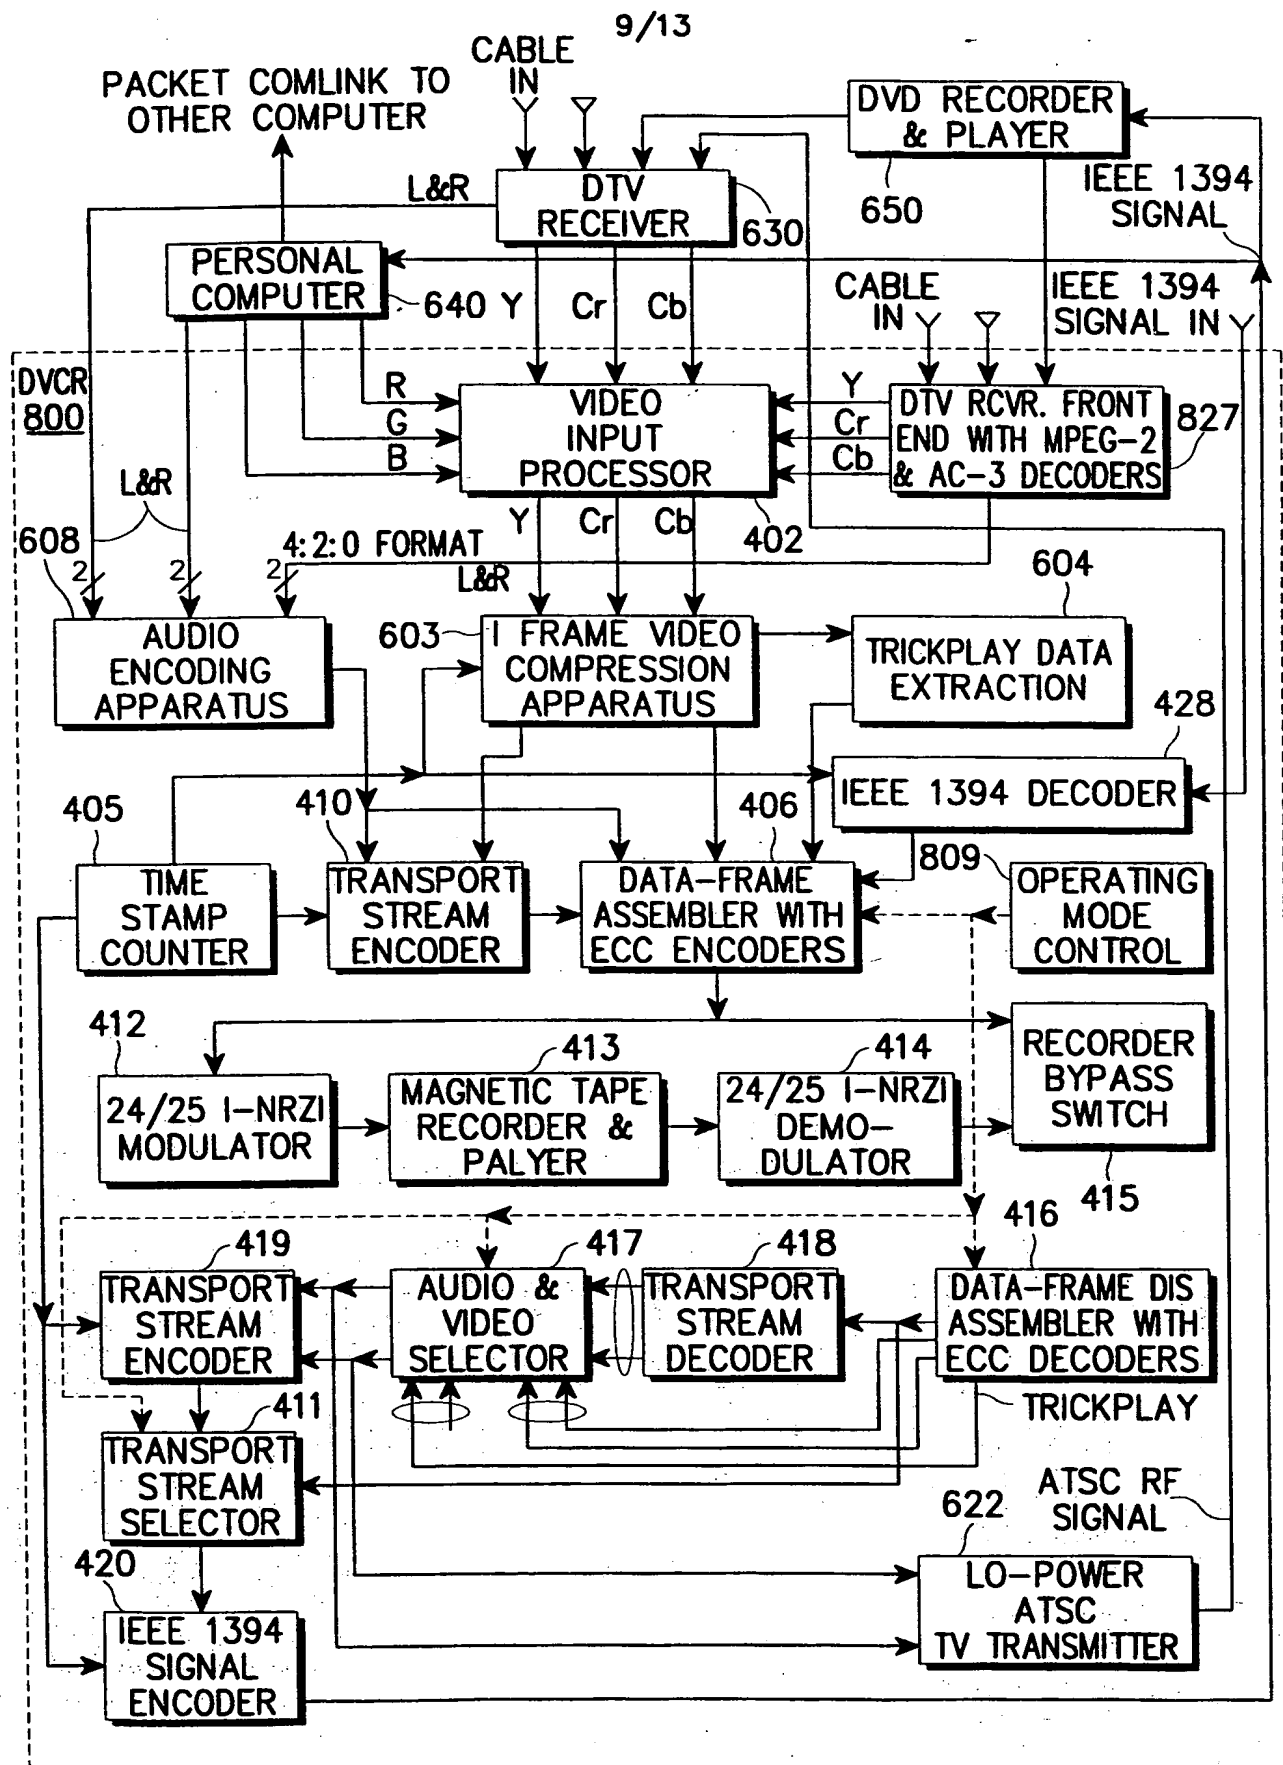 9/13
CABLE
IN
PACKET COMLINK TO
OTHER COMPUTER
DVD RECORDER
& PLAYER
650
IEEE 1394
SIGNAL
L&R
DTV
RECEIVER
630
PERSONAL
COMPUTER
640
Y
Cr
Cb
CABLE
IN
IEEE 1394
SIGNAL IN
DVCR
800
R
G
B
VIDEO
INPUT
PROCESSOR
402
Y
Cr
Cb
DTV RCVR. FRONT
END WITH MPEG-2
& AC-3 DECODERS
827
L&R
Y
Cr
Cb
608
2
2
2
4:2:0 FORMAT
L&R
604
AUDIO
ENCODING
APPARATUS
603
I FRAME VIDEO
COMPRESSION
APPARATUS
TRICKPLAY DATA
EXTRACTION
428
IEEE 1394 DECODER
405
410
406
809
TIME
STAMP
COUNTER
TRANSPORT
STREAM
ENCODER
DATA-FRAME
ASSEMBLER WITH
ECC ENCODERS
OPERATING
MODE
CONTROL
412
413
414
24/25 I-NRZI
MODULATOR
MAGNETIC TAPE
RECORDER &
PALYER
24/25 I-NRZI
DEMO-
DULATOR
RECORDER
BYPASS
SWITCH
415
419
417
418
416
TRANSPORT
STREAM
ENCODER
AUDIO &
VIDEO
SELECTOR
TRANSPORT
STREAM
DECODER
DATA-FRAME DIS
ASSEMBLER WITH
ECC DECODERS
TRICKPLAY
411
TRANSPORT
STREAM
SELECTOR
ATSC RF
SIGNAL
622
LO-POWER
ATSC
TV TRANSMITTER
420
IEEE 1394
SIGNAL
ENCODER